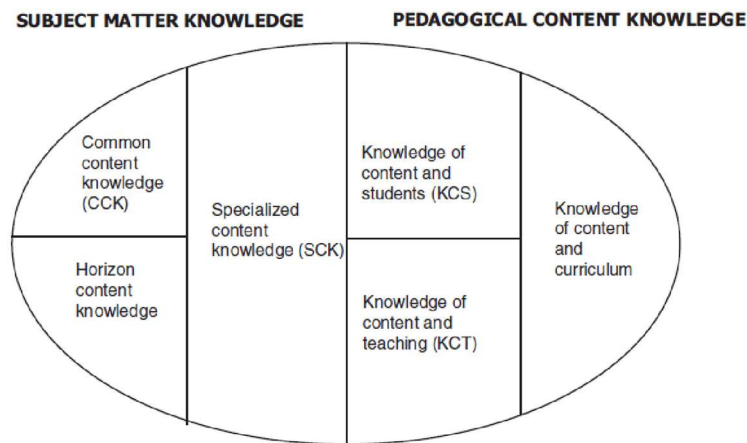 SUBJECT MATTER KNOWLEDGE
PEDAGOGICAL CONTENT KNOWLEDGE
Common
content
knowledge
(CCK)
Horizon
content
knowledge
Specialized
content
knowledge (SCK)
Knowledge of
content and
students (KCS)
Knowledge of
content and
teaching (KCT)
Knowledge
of content and
curriculum